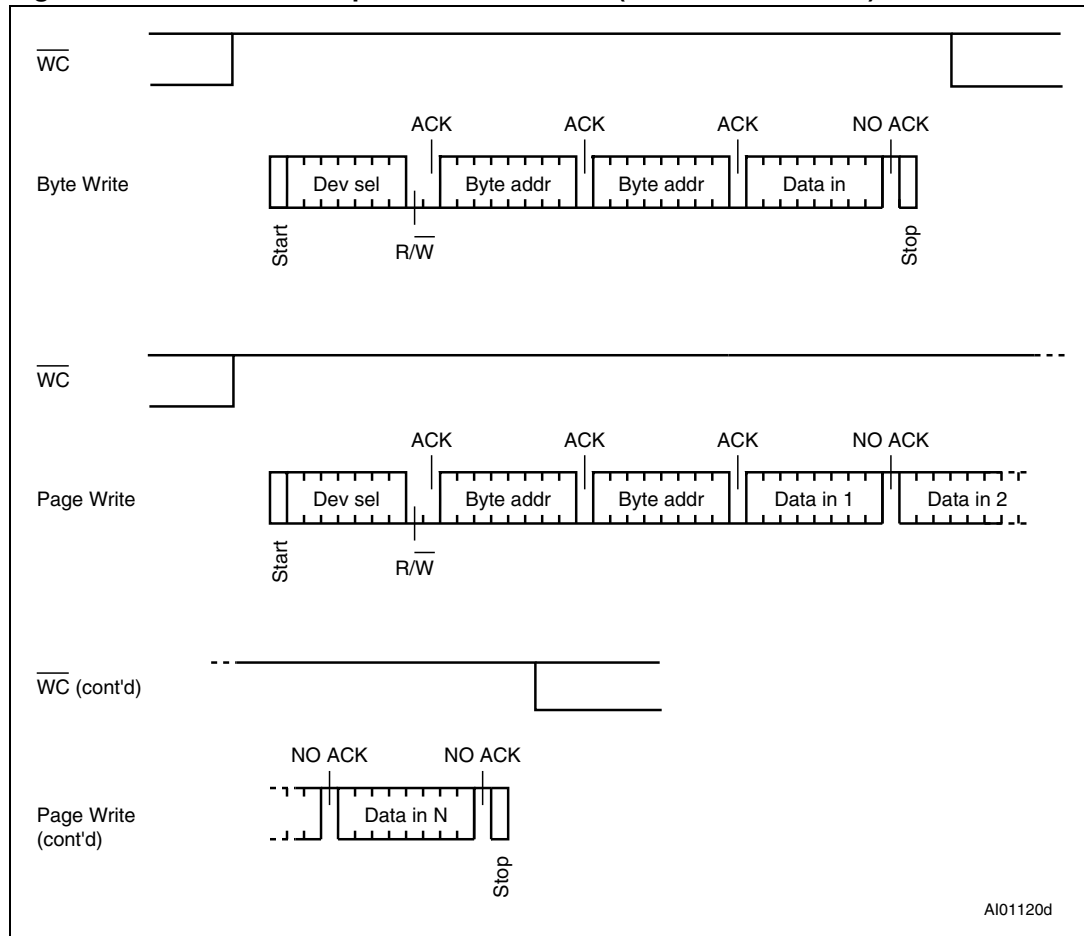 WC
ACK ACK ACK NO ACK
Byte Write Dev sel Byte addr Byte addr Data in
Start R/W Stop
WC
ACK ACK ACK NO ACK
Page Write Dev sel Byte addr Byte addr Data in 1 Data in 2
Start R/W
WC (cont'd)
NO ACK NO ACK
Page Write Data in N
(cont'd)
Stop
AI01120d